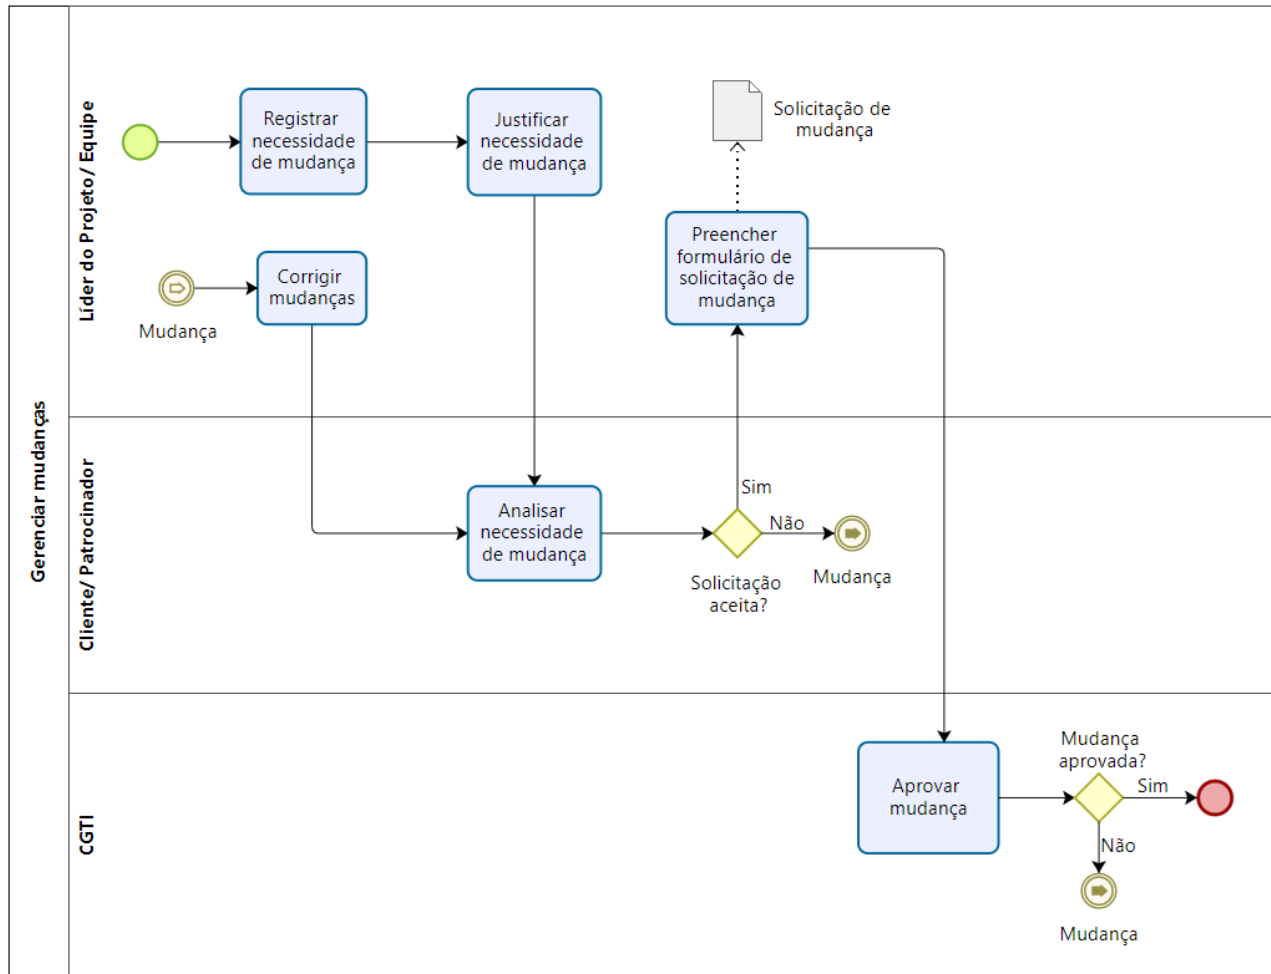 Gerenciar mudanças
Líder do Projeto/ Equipe
Registrar
necessidade
de mudança
Justificar
necessidade
de mudança
Solicitação de
mudança
Preencher
formulário de
solicitação de
mudança
Corrigir
mudanças
Mudança
Cliente/ Patrocinador
Analisar
necessidade
de mudança
Sim
Não
Solicitação
aceita?
Mudança
CGTI
Aprovar
mudança
Mudança
aprovada?
Sim
Não
Mudança